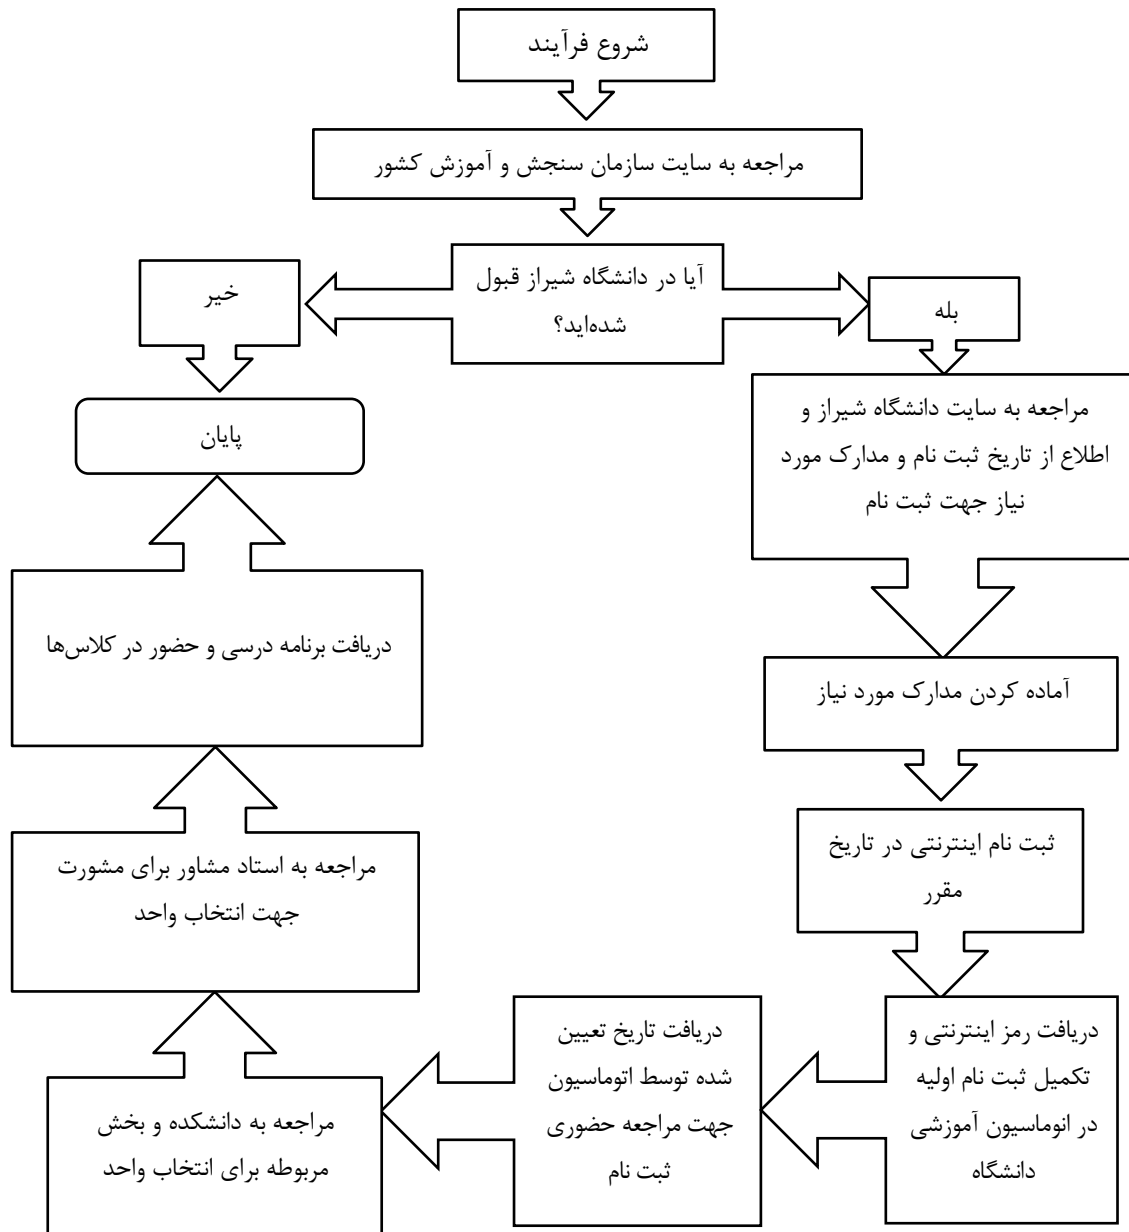 شروع فرآیند
مراجعه به سایت سازمان سنجش و آموزش کشور
آیا در دانشگاه شیراز قبول
شده‌اید؟
خیر
بله
پایان
مراجعه به سایت دانشگاه شیراز و
اطلاع از تاریخ ثبت نام و مدارک مورد
نیاز جهت ثبت نام
آماده کردن مدارک مورد نیاز
ثبت نام اینترنتی در تاریخ
مقرر
دریافت رمز اینترنتی و
تکمیل ثبت نام اولیه
در انوماسیون آموزشی
دانشگاه
دریافت تاریخ تعیین
شده توسط اتوماسیون
جهت مراجعه حضوری
ثبت نام
مراجعه به دانشکده و بخش
مربوطه برای انتخاب واحد
مراجعه به استاد مشاور برای مشورت
جهت انتخاب واحد
دریافت برنامه درسی و حضور در کلاس‌ها